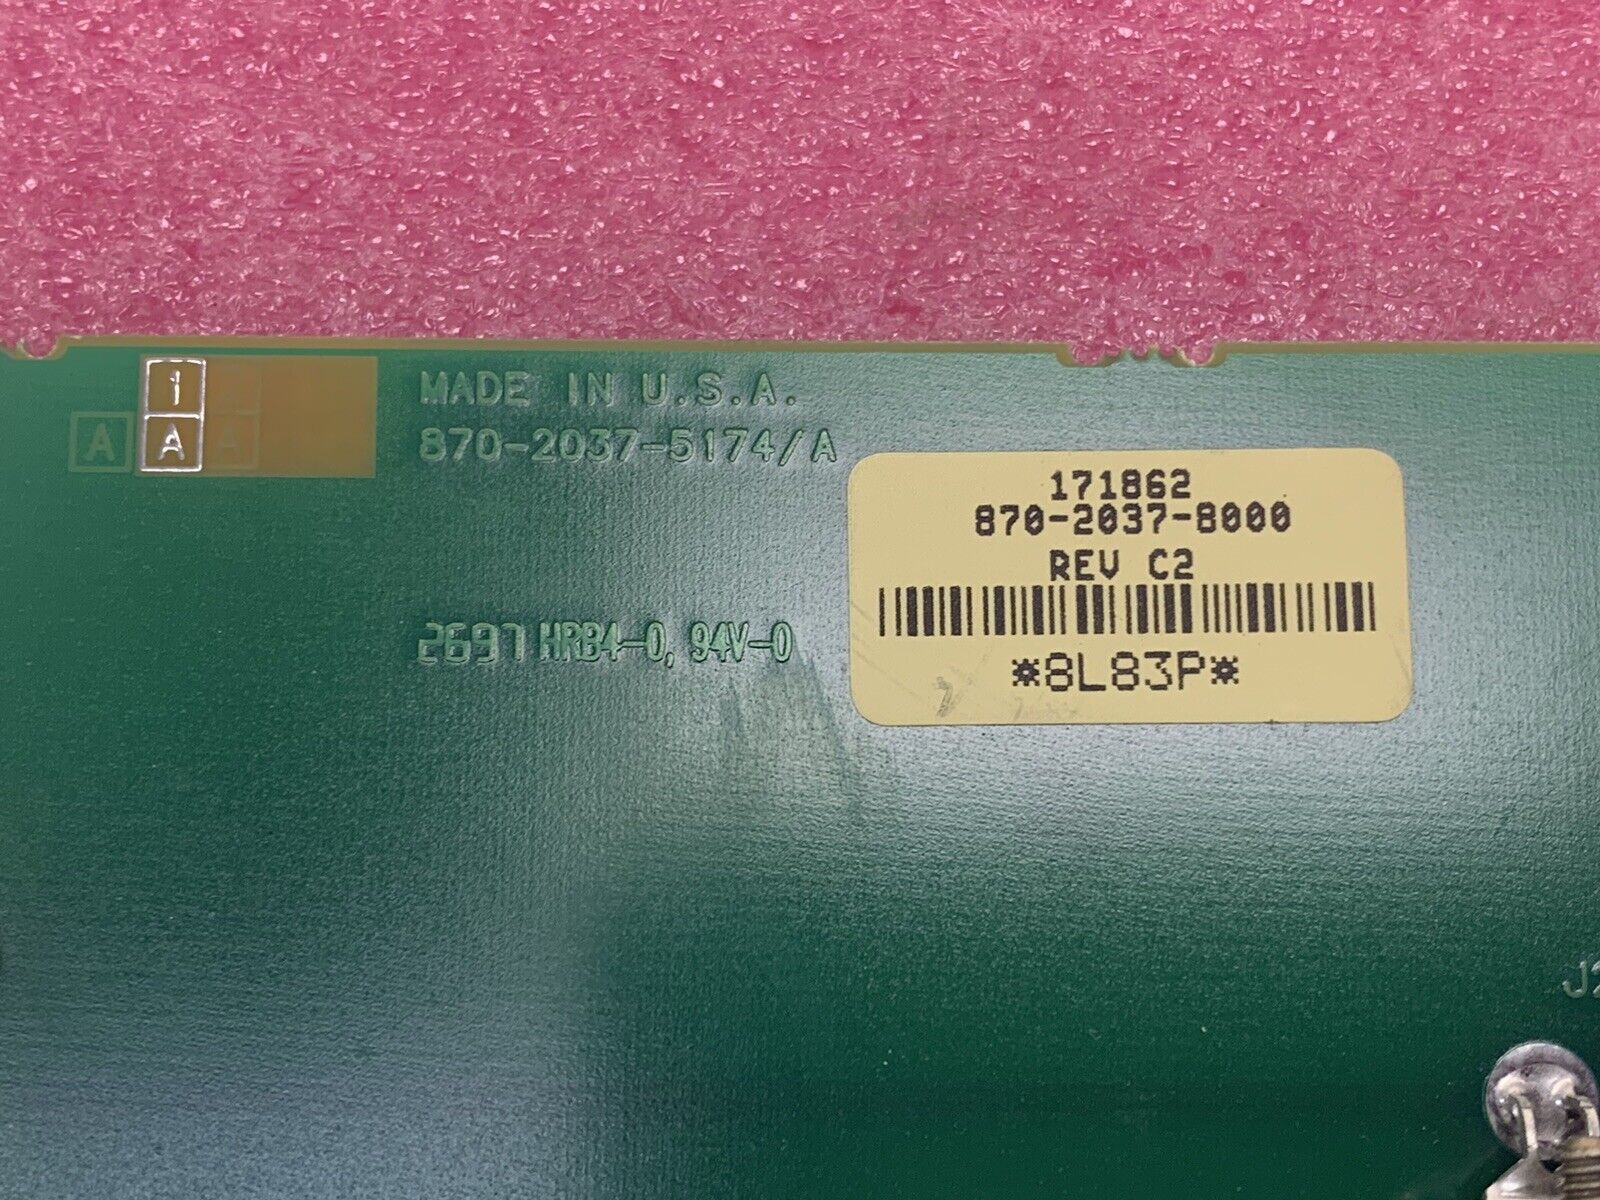 1
A A A
MADE IN U.S.A.
870-2037-5174/A
171862
870-2037-8000
REV C2
*8L83P*
2697 HRB4-0, 94V-0